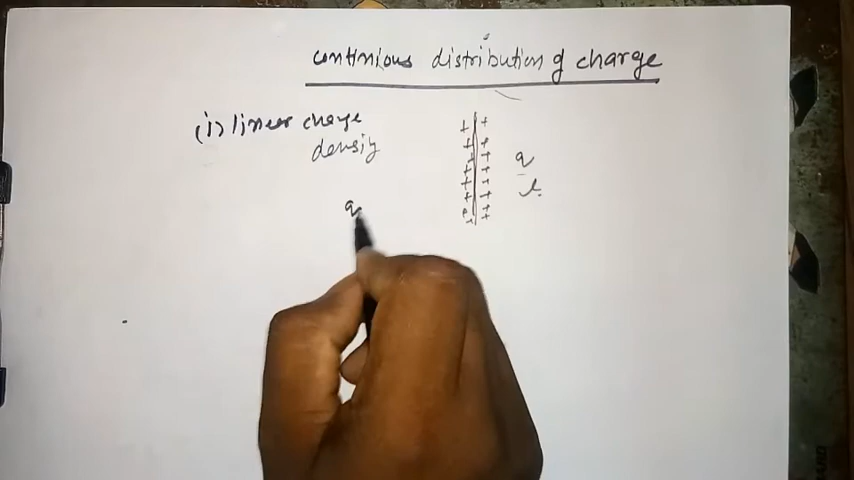 continious distribution of charge
(i) linear charge
density
+ +
+ +
+ +
+ +
+ +
+ +
+ +
q
l
q